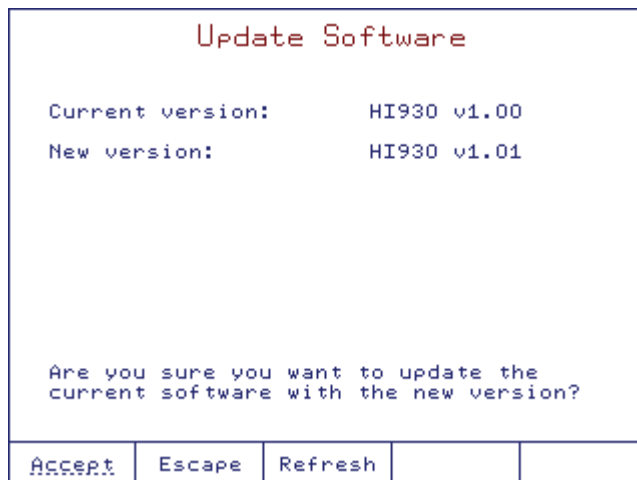 Update Software
Current version: HI930 v1.00
New version: HI930 v1.01
Are you sure you want to update the
current software with the new version?
Accept Escape Refresh